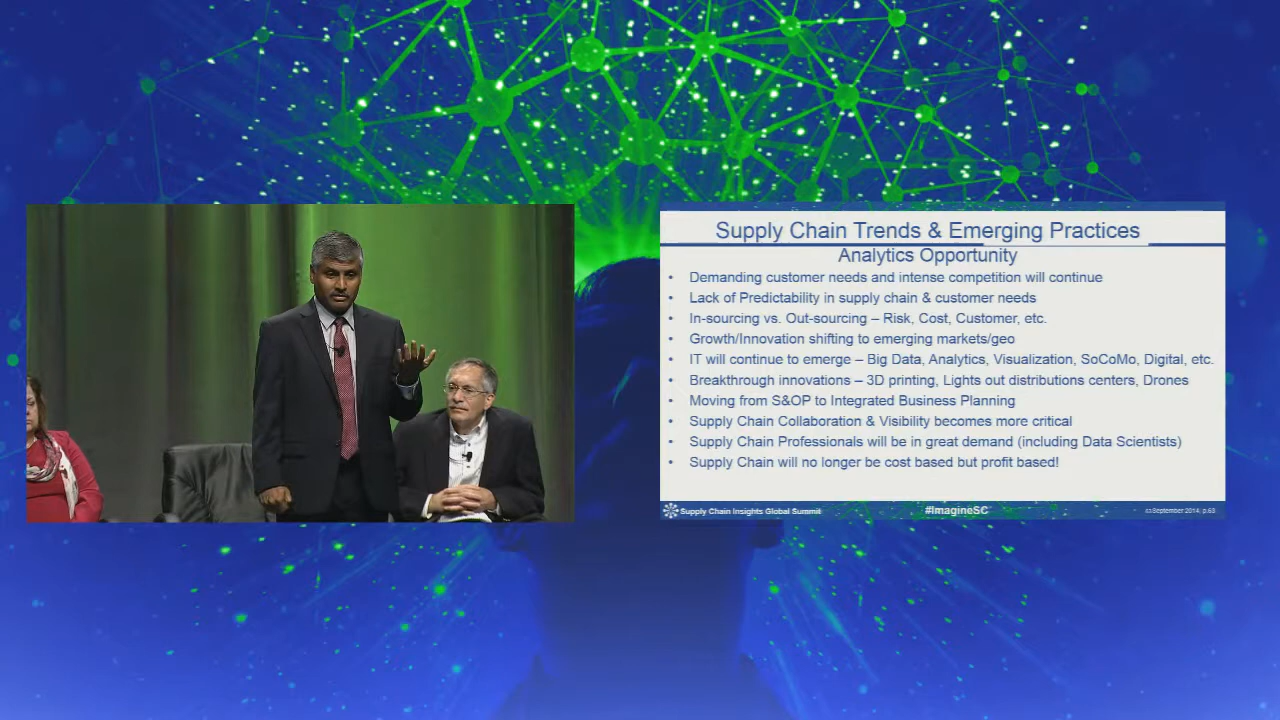 Supply Chain Trends & Emerging Practices
Analytics Opportunity
• Demanding customer needs and intense competition will continue
• Lack of Predictability in supply chain & customer needs
• In-sourcing vs. Out-sourcing – Risk, Cost, Customer, etc.
• Growth/Innovation shifting to emerging markets/geo
• IT will continue to emerge – Big Data, Analytics, Visualization, SoCoMo, Digital, etc.
• Breakthrough innovations – 3D printing, Lights out distributions centers, Drones
• Moving from S&OP to Integrated Business Planning
• Supply Chain Collaboration & Visibility becomes more critical
• Supply Chain Professionals will be in great demand (including Data Scientists)
• Supply Chain will no longer be cost based but profit based!
Supply Chain Insights Global Summit
#ImagineSC
September 2014, p.63